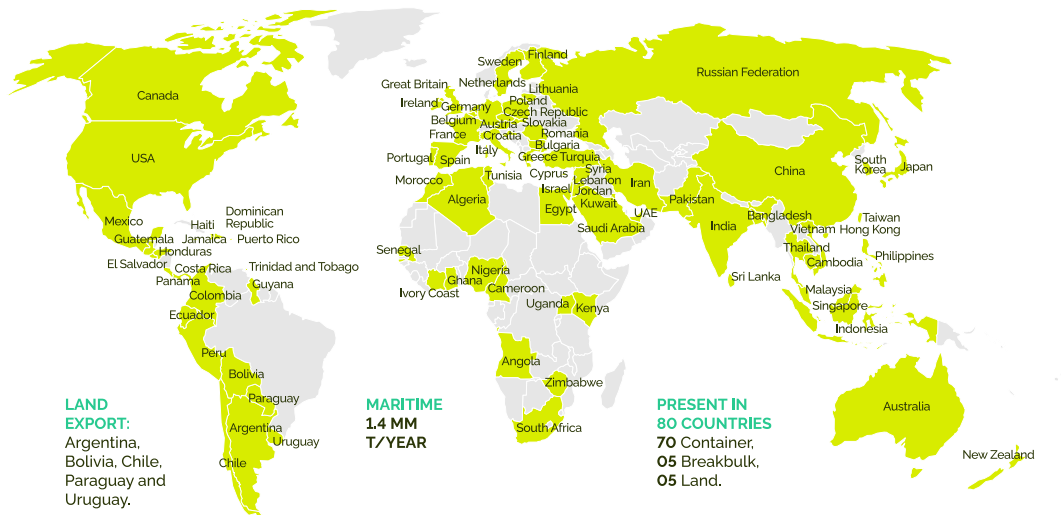 Canada
USA
Mexico
Haiti
Dominican
Republic
Guatemala
Jamaica
Puerto Rico
Honduras
El Salvador
Costa Rica
Trinidad and Tobago
Panama
Guyana
Colombia
Ecuador
Peru
Bolivia
Paraguay
Argentina
Uruguay
Chile
Sweden
Finland
Great Britain
Netherlands
Lithuania
Ireland
Germany
Poland
Czech Republic
Belgium
Austria
Slovakia
France
Croatia
Romania
Italy
Bulgaria
Portugal
Spain
Greece
Turquia
Morocco
Tunisia
Cyprus
Syria
Lebanon
Israel
Jordan
Iran
Algeria
Egypt
Kuwait
UAE
Saudi Arabia
Senegal
Nigeria
Ghana
Ivory Coast
Cameroon
Uganda
Kenya
Angola
Zimbabwe
South Africa
Russian Federation
China
South
Korea
Japan
Pakistan
India
Bangladesh
Taiwan
Vietnam
Hong Kong
Thailand
Cambodia
Philippines
Sri Lanka
Malaysia
Singapore
Indonesia
Australia
New Zealand
LAND
EXPORT:
Argentina,
Bolivia, Chile,
Paraguay and
Uruguay.
MARITIME
1.4 MM
T/YEAR
PRESENT IN
80 COUNTRIES
70 Container,
05 Breakbulk,
05 Land.